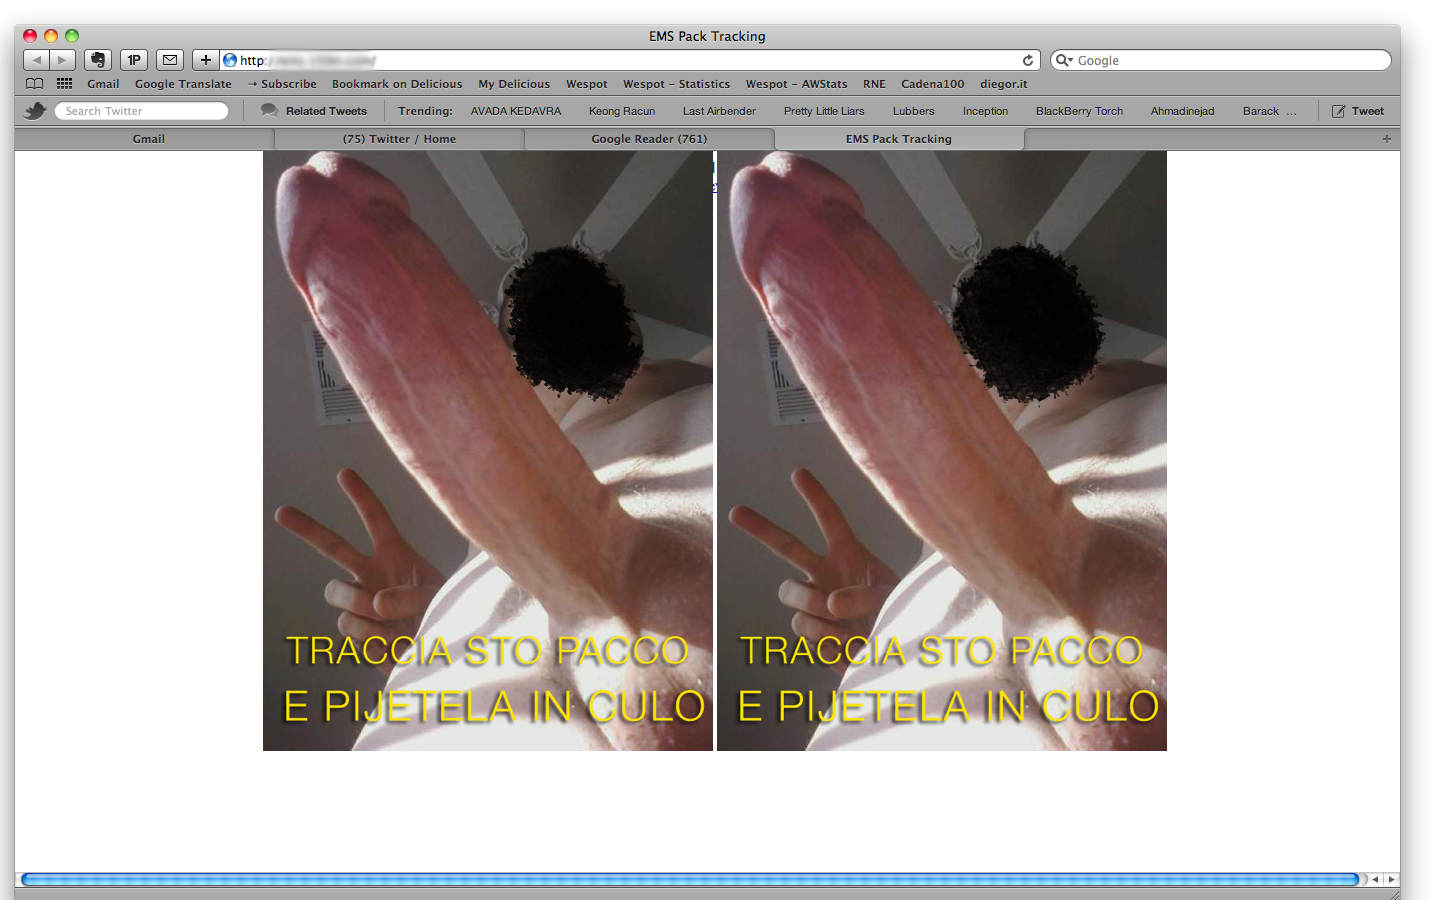 EMS Pack Tracking
1P
http:
Google
Gmail Google Translate → Subscribe Bookmark on Delicious My Delicious Wespot Wespot – Statistics Wespot – AWStats RNE Cadena100 diegor.it
Search Twitter Related Tweets Trending: AVADA KEDAVRA Keong Racun Last Airbender Pretty Little Liars Lubbers Inception BlackBerry Torch Ahmadinejad Barack ... Tweet
Gmail (75) Twitter / Home Google Reader (761) EMS Pack Tracking
TRACCIA STO PACCO
E PIJETELA IN CULO
TRACCIA STO PACCO
E PIJETELA IN CULO